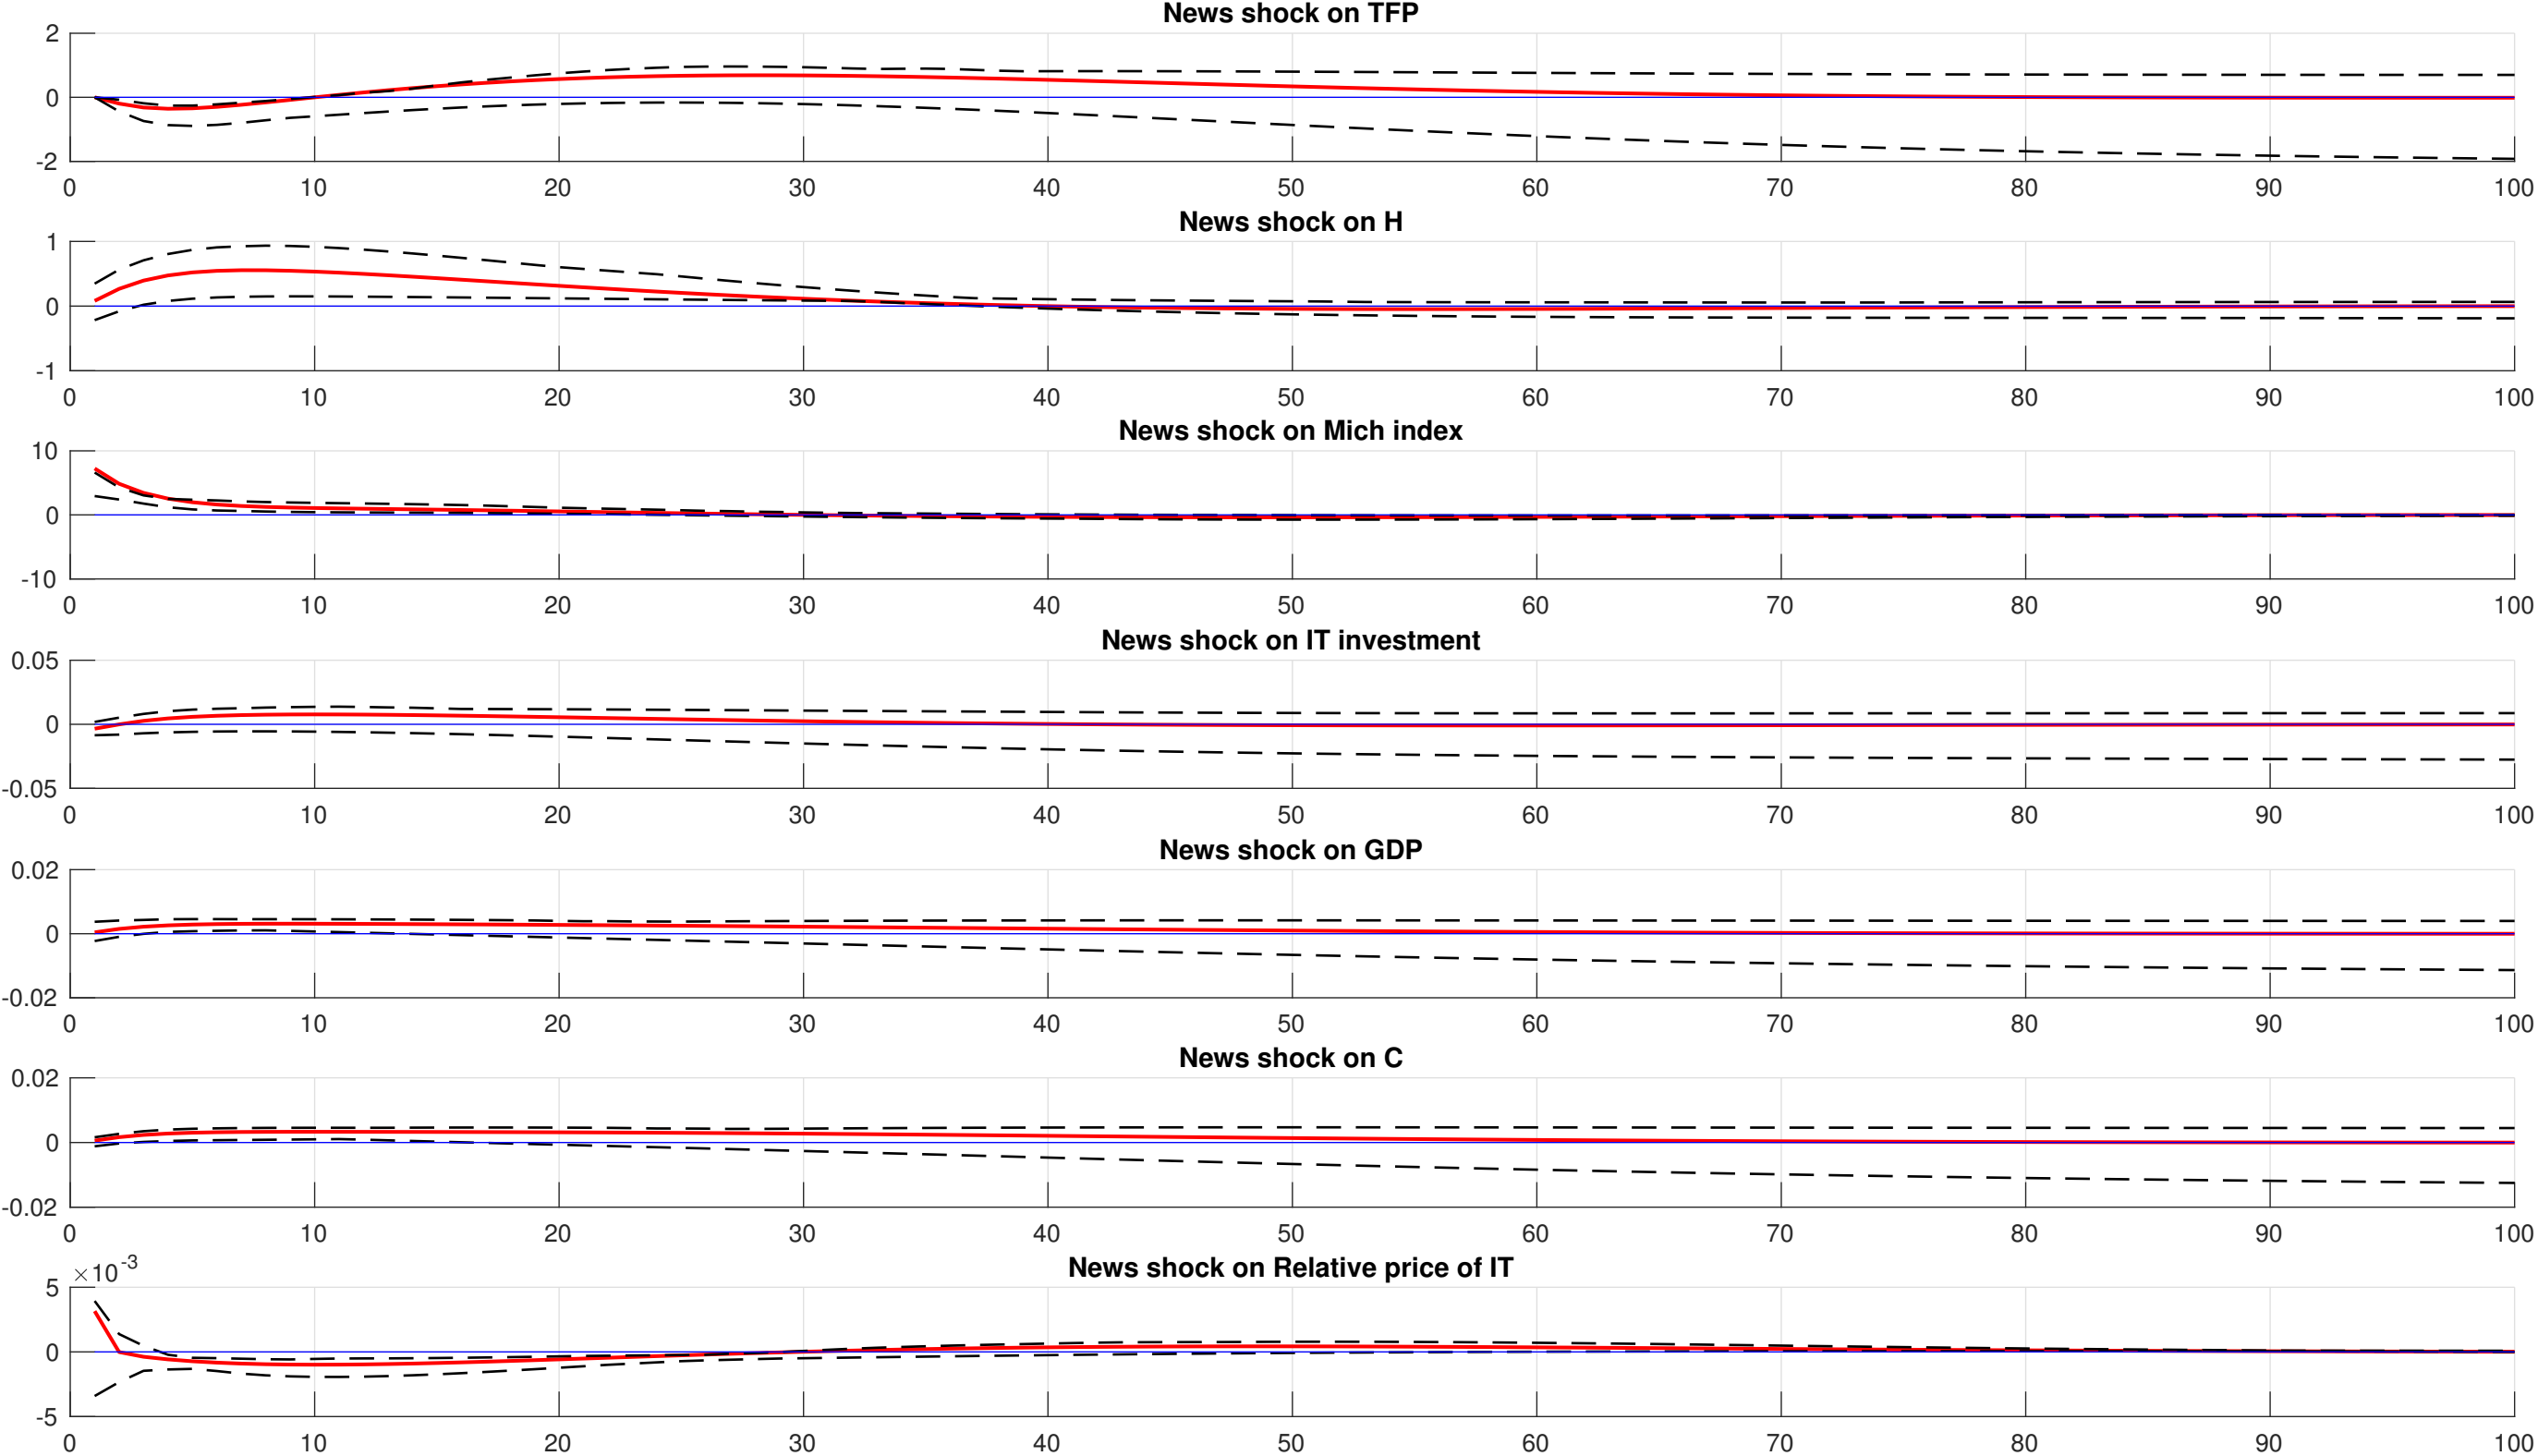 News shock on TFP
2
0
-2
0 10 20 30 40 50 60 70 80 90 100
News shock on H
1
0
-1
0 10 20 30 40 50 60 70 80 90 100
News shock on Mich index
10
0
-10
0 10 20 30 40 50 60 70 80 90 100
News shock on IT investment
0.05
0
-0.05
0 10 20 30 40 50 60 70 80 90 100
News shock on GDP
0.02
0
-0.02
0 10 20 30 40 50 60 70 80 90 100
News shock on C
0.02
0
-0.02
0 10 20 30 40 50 60 70 80 90 100
News shock on Relative price of IT
×10⁻³
5
0
-5
0 10 20 30 40 50 60 70 80 90 100